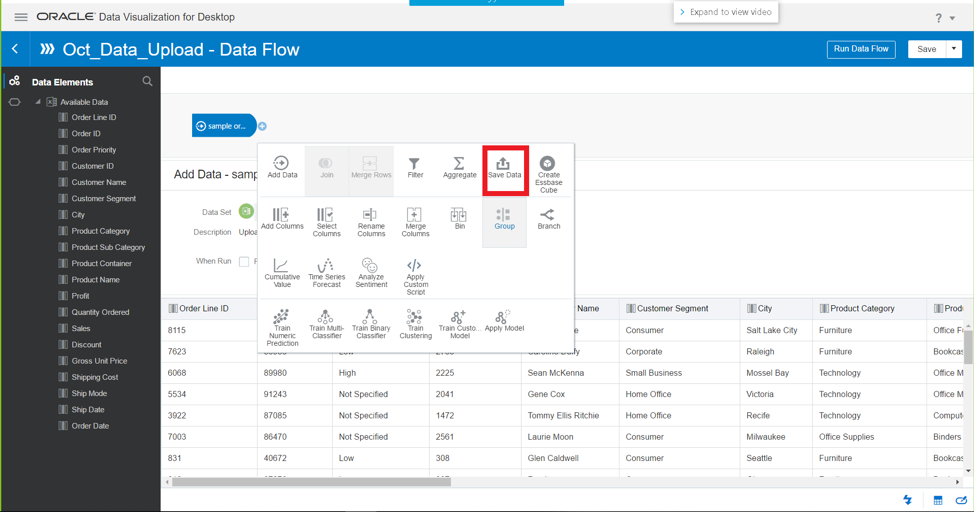 Expand to view video
ORACLE Data Visualization for Desktop
?
Oct_Data_Upload - Data Flow
Run Data Flow
Save
Data Elements
Available Data
Order Line ID
Order ID
Order Priority
Customer ID
Customer Name
Customer Segment
City
Product Category
Product Sub Category
Product Container
Product Name
Profit
Quantity Ordered
Sales
Discount
Gross Unit Price
Shipping Cost
Ship Mode
Ship Date
Order Date
sample or...
Add Data - samp
Data Set
Description Uploa
When Run
Add Data Join Merge Rows Filter Aggregate Save Data Create Essbase Cube
Add Columns Select Columns Rename Columns Merge Columns Bin Group Branch
Cumulative Value Time Series Forecast Analyze Sentiment Apply Custom Script
Train Numeric Prediction Train Multi-Classifier Train Binary Classifier Train Clustering Train Custo... Model Apply Model
Order Line ID Name Customer Segment City Product Category Produ
8115 Consumer Salt Lake City Furniture Office Fu
7623 Low Corporate Raleigh Furniture Bookcas
6068 89980 High 2225 Sean McKenna Small Business Mossel Bay Technology Office M
5534 91243 Not Specified 2041 Gene Cox Home Office Victoria Technology Office M
3922 87085 Not Specified 1472 Tommy Ellis Ritchie Home Office Recife Technology Compute
7003 86470 Not Specified 2561 Laurie Moon Consumer Milwaukee Office Supplies Binders
831 40672 Low 308 Glen Caldwell Consumer Seattle Furniture Bookcas